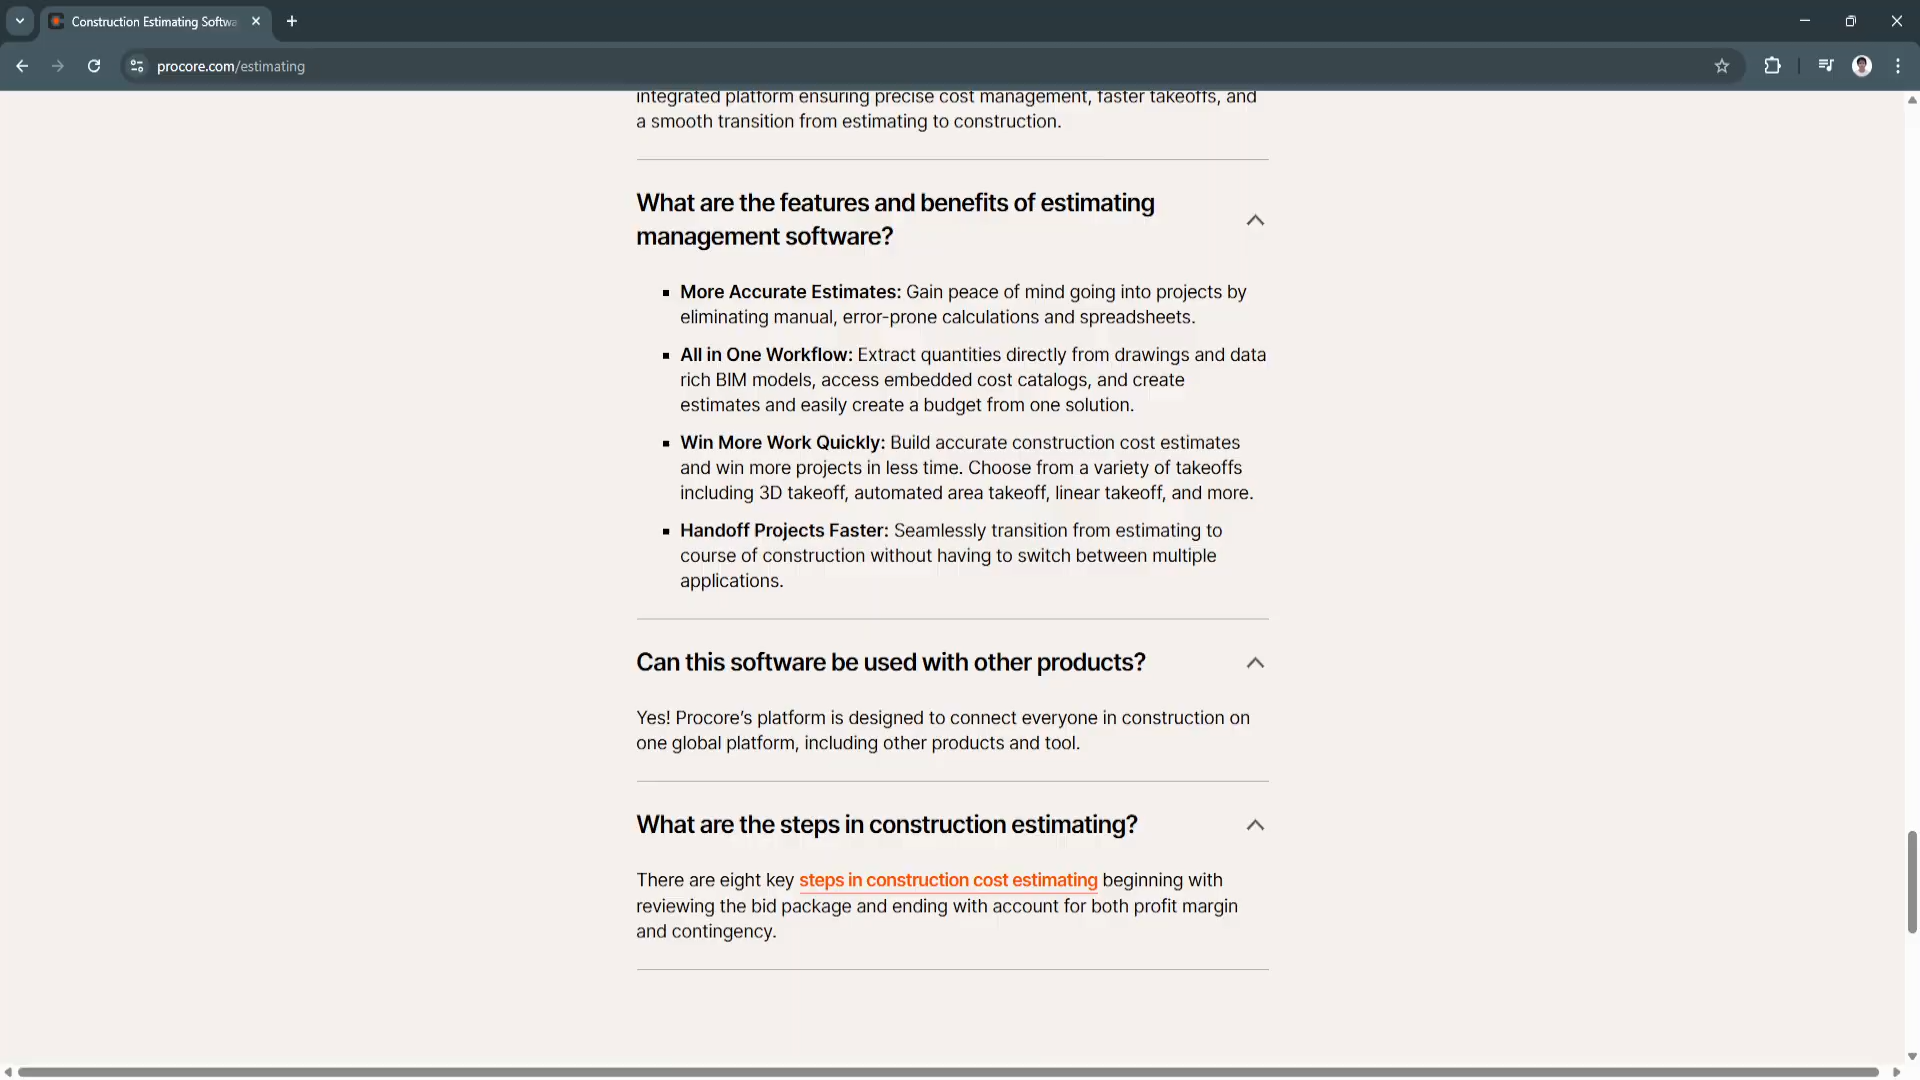 Construction Estimating Softwa
procore.com/estimating
integrated platform ensuring precise cost management, faster takeoffs, and
a smooth transition from estimating to construction.
What are the features and benefits of estimating
management software?
More Accurate Estimates: Gain peace of mind going into projects by
eliminating manual, error-prone calculations and spreadsheets.
All in One Workflow: Extract quantities directly from drawings and data
rich BIM models, access embedded cost catalogs, and create
estimates and easily create a budget from one solution.
Win More Work Quickly: Build accurate construction cost estimates
and win more projects in less time. Choose from a variety of takeoffs
including 3D takeoff, automated area takeoff, linear takeoff, and more.
Handoff Projects Faster: Seamlessly transition from estimating to
course of construction without having to switch between multiple
applications.
Can this software be used with other products?
Yes! Procore’s platform is designed to connect everyone in construction on
one global platform, including other products and tool.
What are the steps in construction estimating?
There are eight key steps in construction cost estimating beginning with
reviewing the bid package and ending with account for both profit margin
and contingency.